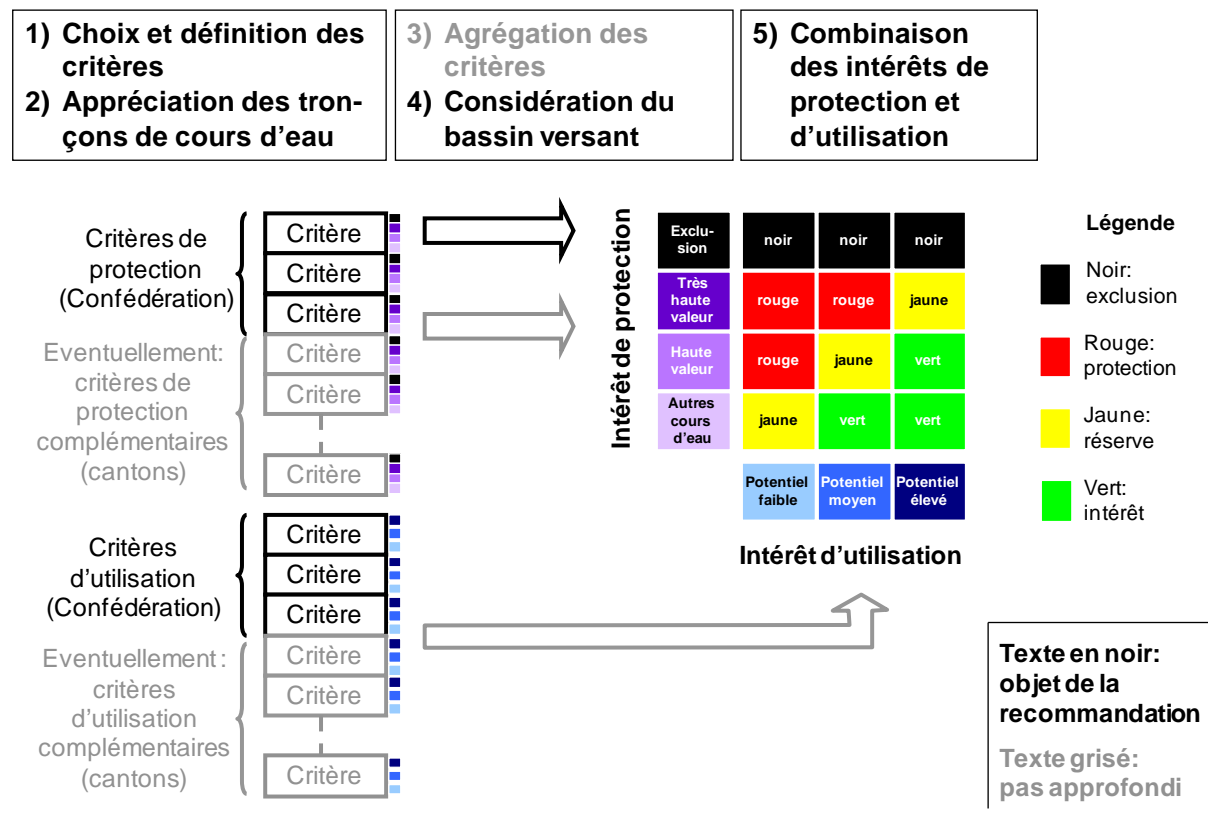 1) Choix et définition des
critères
2) Appréciation des tron-
çons de cours d'eau
3) Agrégation des
critères
4) Considération du
bassin versant
5) Combinaison
des intérêts de
protection et
d'utilisation
Critères de
protection
(Confédération)
Eventuellement:
critères de
protection
complémentaires
(cantons)
Critère
Critère
Critère
Critère
Critère
Critère
Critères
d'utilisation
(Confédération)
Eventuellement:
critères
d'utilisation
complémentaires
(cantons)
Critère
Critère
Critère
Critère
Critère
Critère
Intérêt de protection
Exclu-
sion
noir noir noir
Très
haute
valeur
rouge rouge jaune
Haute
valeur
rouge jaune vert
Autres
cours
d'eau
jaune vert vert
Potentiel
faible
Potentiel
moyen
Potentiel
élevé
Intérêt d'utilisation
Légende
Noir:
exclusion
Rouge:
protection
Jaune:
réserve
Vert:
intérêt
Texte en noir:
objet de la
recommandation
Texte grisé:
pas approfondi